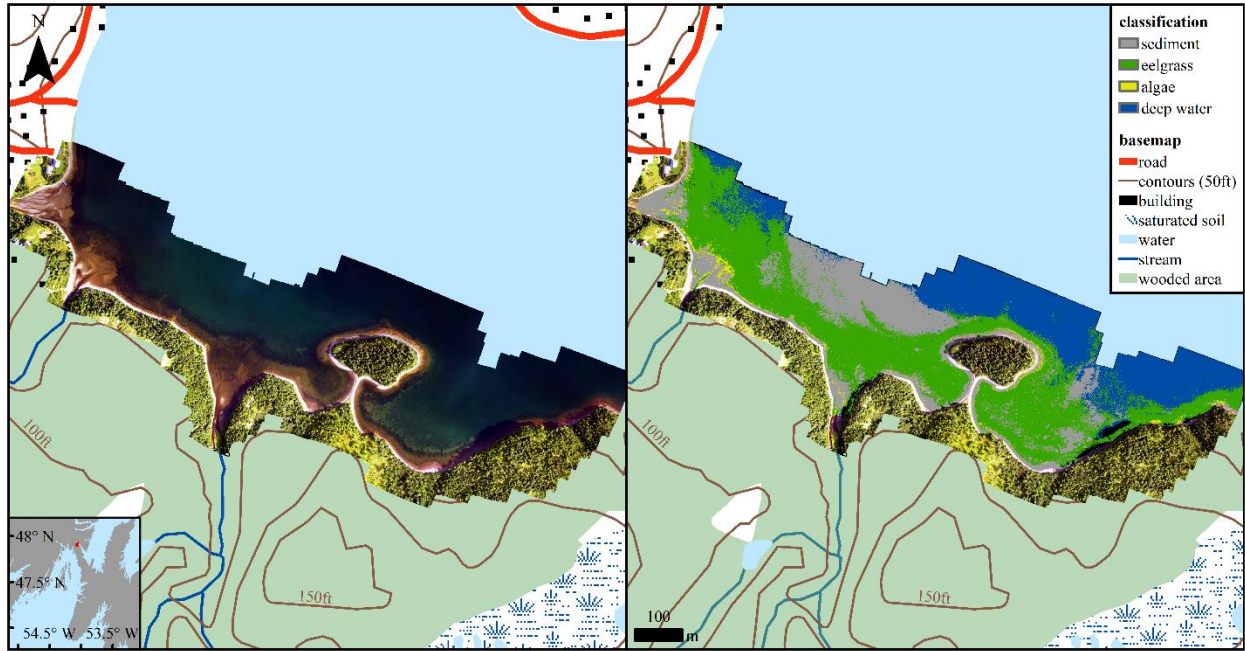 N
classification
sediment
eelgrass
algae
deep water
basemap
road
contours (50ft)
building
saturated soil
water
stream
wooded area
100ft
150ft
48° N
47.5° N
54.5° W 53.5° W
100ft
150ft
100
m